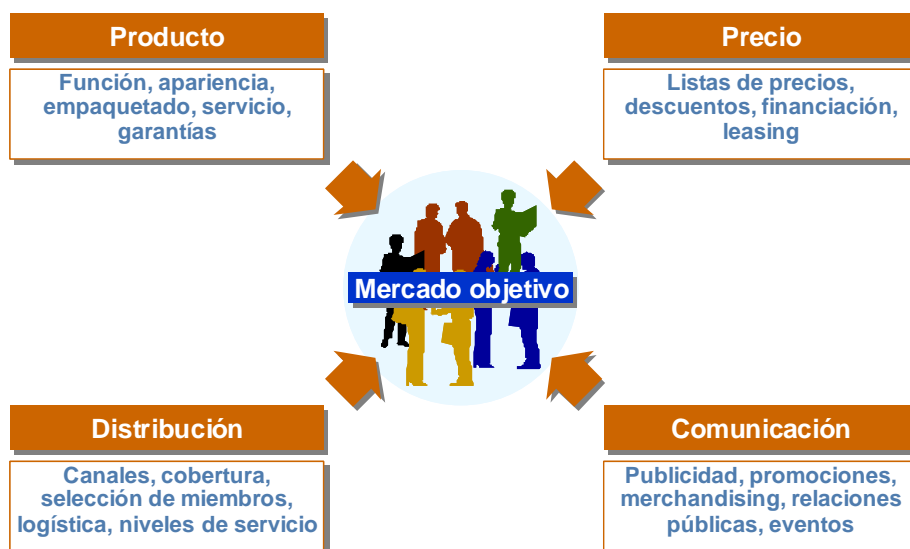 Producto
Función, apariencia,
empaquetado, servicio,
garantías
Precio
Listas de precios,
descuentos, financiación,
leasing
Mercado objetivo
Distribución
Canales, cobertura,
selección de miembros,
logística, niveles de servicio
Comunicación
Publicidad, promociones,
merchandising, relaciones
públicas, eventos